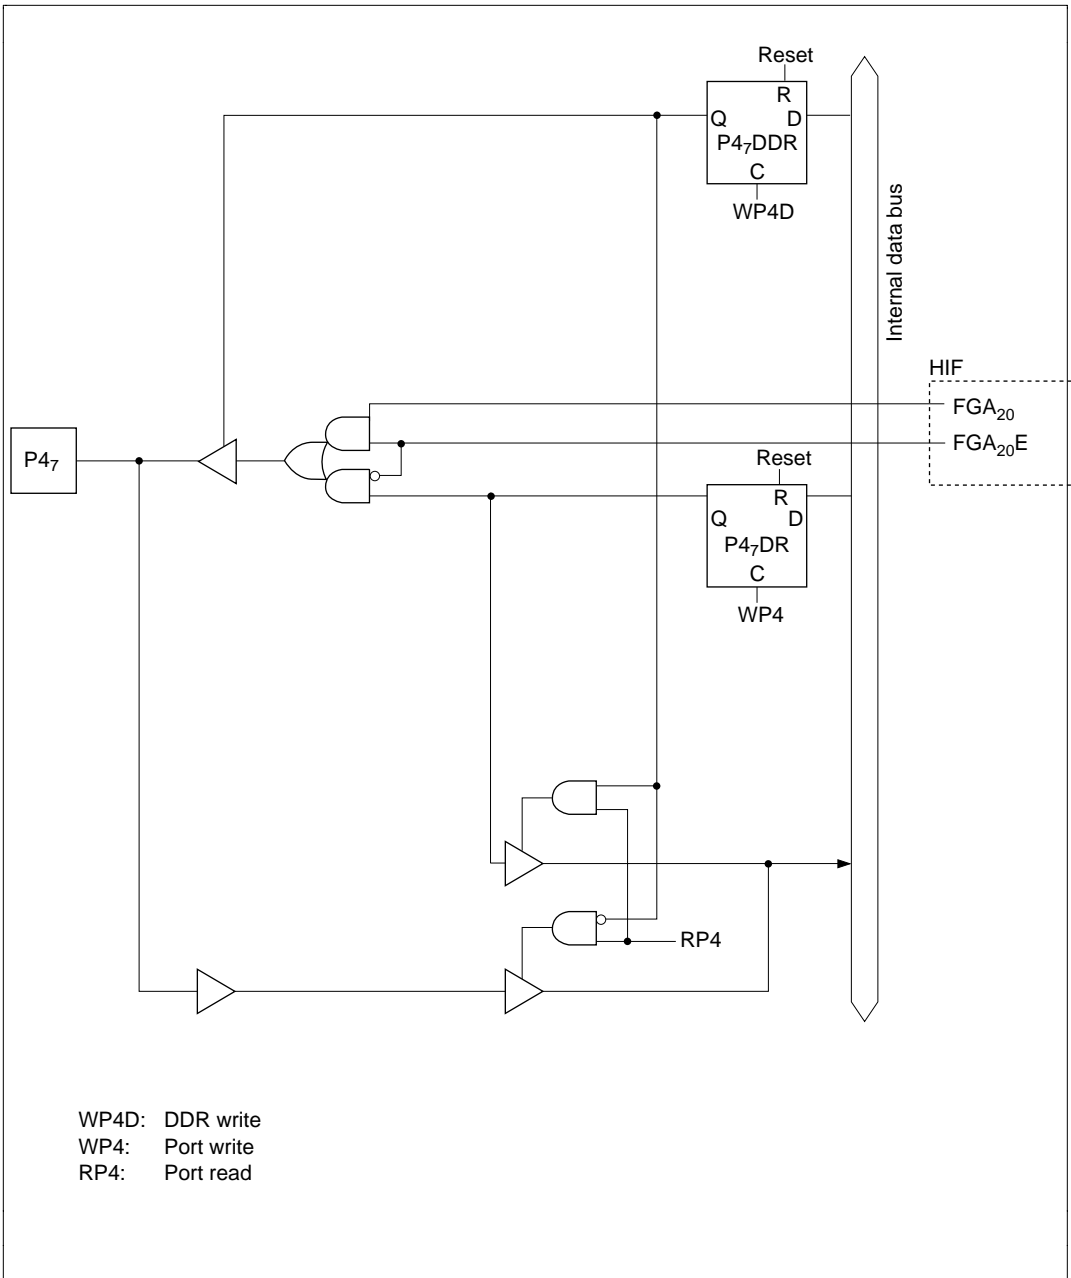 Reset
R
Q D
P4₇DDR
C
WP4D
Internal data bus
HIF
FGA₂₀
FGA₂₀E
P4₇
Reset
R
Q D
P4₇DR
C
WP4
RP4
WP4D: DDR write
WP4: Port write
RP4: Port read